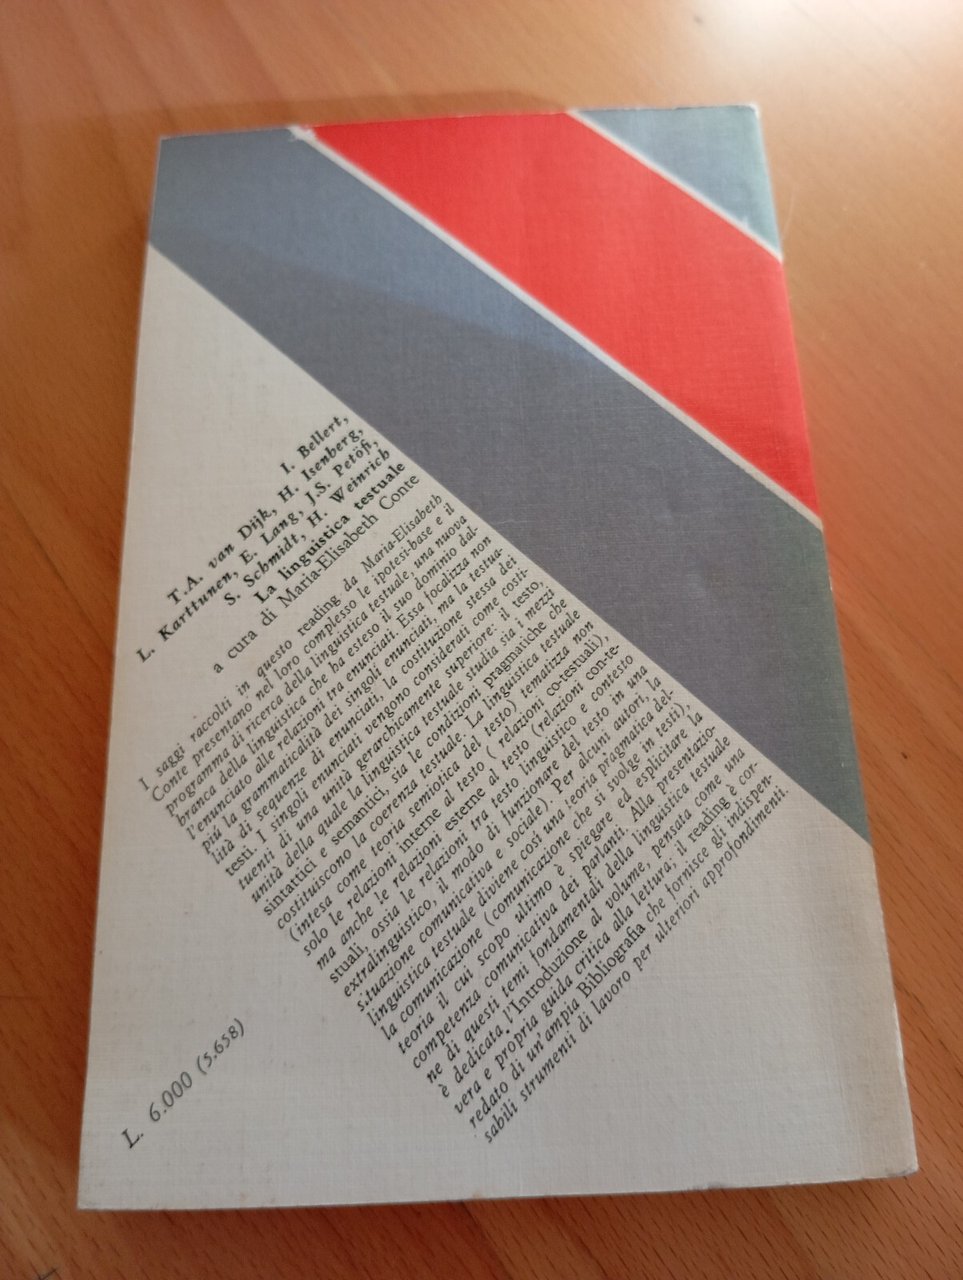 I. Bellert,
T.A. van Dijk, H. Isenberg,
L. Karttunen, E. Lang, J.S. Petöfi,
S. Schmidt, H. Weinrich
La linguistica testuale
a cura di Maria-Elisabeth Conte
I saggi raccolti in questo reading da Maria-Elisabeth
Conte presentano nel loro complesso le ipotesi-base e il
programma di ricerca della linguistica testuale, una nuova
branca della linguistica che ha esteso il suo dominio dal-
l'enunciato alle relazioni tra enunciati. Essa focalizza non
più la grammaticalità dei singoli enunciati, ma la testua-
lità di sequenze di enunciati, la costituzione stessa dei
testi. I singoli enunciati vengono considerati come costi-
tuenti di una unità gerarchicamente superiore: il testo,
unità della quale la linguistica testuale studia sia i mezzi
sintattici e semantici, sia le condizioni pragmatiche che
costituiscono la coerenza testuale. La linguistica testuale
(intesa come teoria semiotica del testo) tematizza non
solo le relazioni interne al testo ( relazioni co-testuali),
ma anche le relazioni esterne al testo (relazioni con-te-
stuali, ossia le relazioni tra testo linguistico e contesto
extralinguistico, il modo di funzionare del testo in una
situazione comunicativa e sociale). Per alcuni autori, la
linguistica testuale diviene così una teoria pragmatica del-
la comunicazione (comunicazione che si svolge in testi),
teoria il cui scopo ultimo è spiegare ed esplicitare la
competenza comunicativa dei parlanti. Alla presentazio-
ne di questi temi fondamentali della linguistica testuale
è dedicata l'Introduzione al volume, pensata come una
vera e propria guida critica alla lettura; il reading è cor-
redato di un'ampia Bibliografia che fornisce gli indispen-
sabili strumenti di lavoro per ulteriori approfondimenti.
L. 6.000 (5.658)